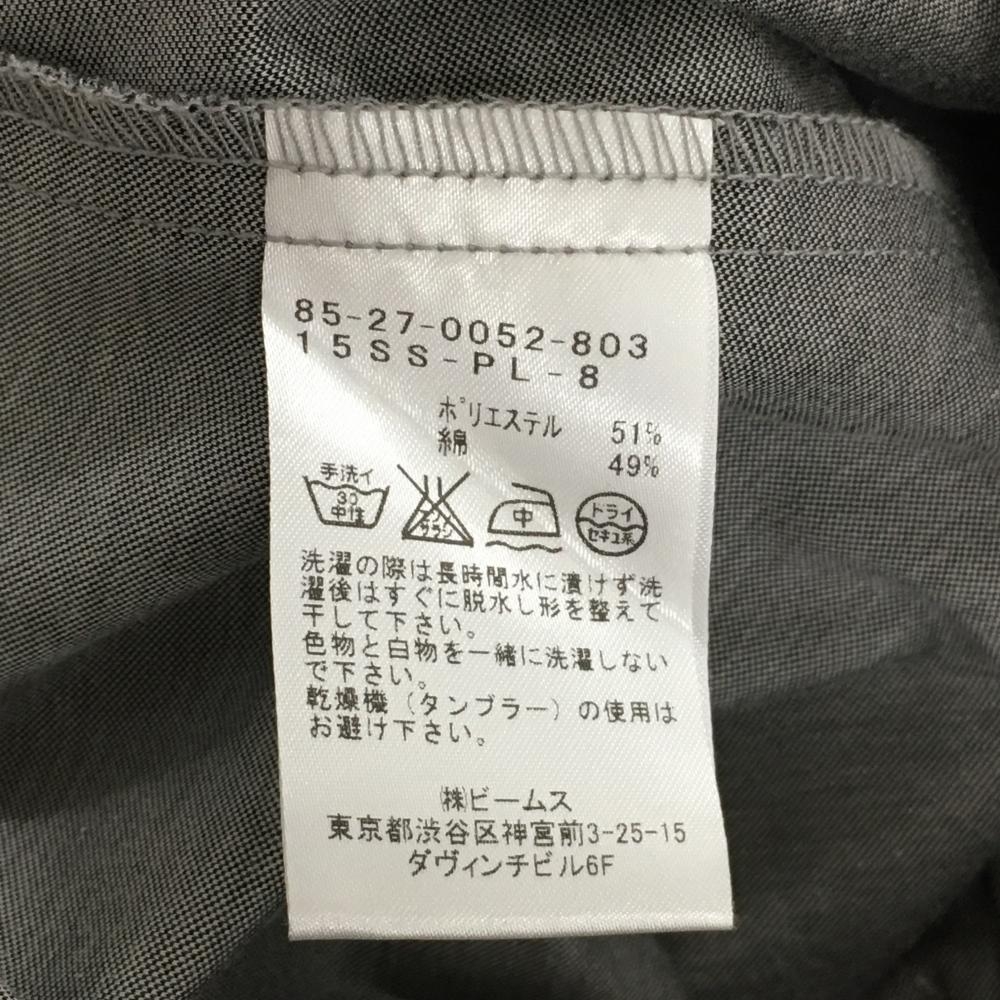 85-27-0052-803
15SS-PL-8
ポリエステル 51%
綿 49%
手洗イ
30
中性
エンソサラシ
中
ドライ
セキユ系
洗濯の際は長時間水に漬けず洗
濯後はすぐに脱水し形を整えて
干して下さい。
色物と白物を一緒に洗濯しない
で下さい。
乾燥機（タンブラー）の使用は
お避け下さい。
㈱ビームス
東京都渋谷区神宮前3-25-15
ダヴィンチビル6F